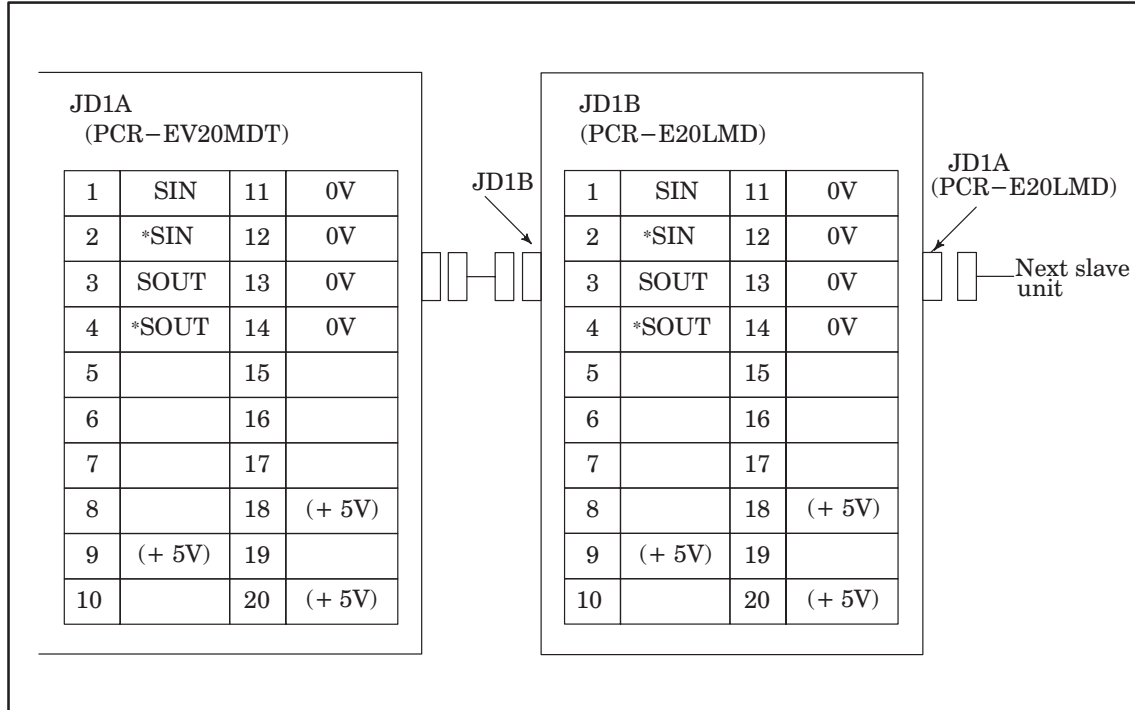 JD1A
(PCR−EV20MDT)
1 SIN 11 0V
2 *SIN 12 0V
3 SOUT 13 0V
4 *SOUT 14 0V
5 15
6 16
7 17
8 18 (+ 5V)
9 (+ 5V) 19
10 20 (+ 5V)
JD1B
JD1B
(PCR−E20LMD)
1 SIN 11 0V
2 *SIN 12 0V
3 SOUT 13 0V
4 *SOUT 14 0V
5 15
6 16
7 17
8 18 (+ 5V)
9 (+ 5V) 19
10 20 (+ 5V)
JD1A
(PCR−E20LMD)
Next slave
unit